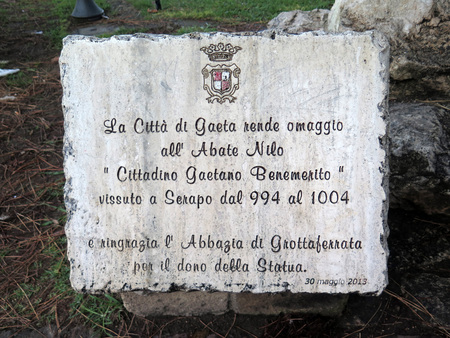 La Città di Gaeta rende omaggio
all' Abate Nilo
" Cittadino Gaetano Benemerito "
vissuto a Serapo dal 994 al 1004
e ringrazia l' Abbazia di Grottaferrata
per il dono della Statua.
30 maggio 2013